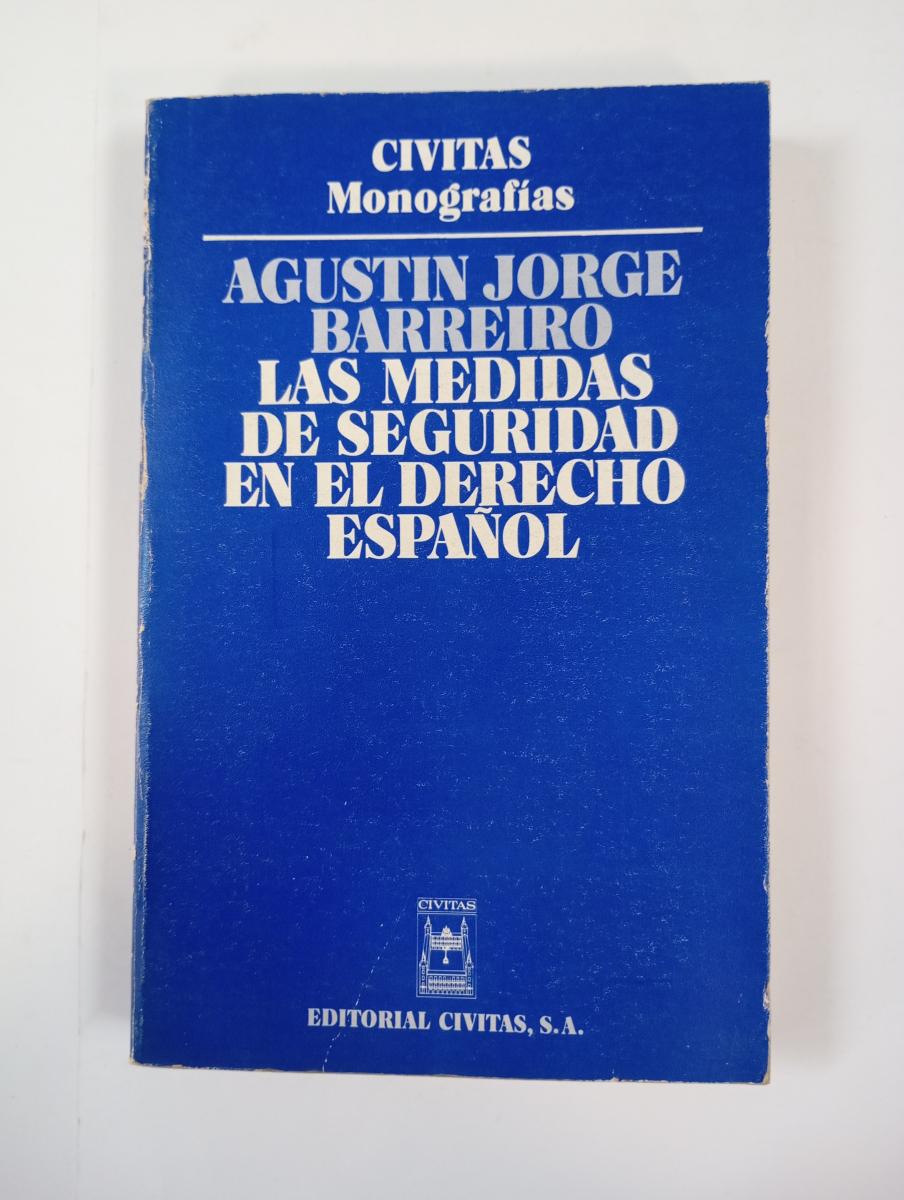 CIVITAS
Monografías
AGUSTIN JORGE
BARREIRO
LAS MEDIDAS
DE SEGURIDAD
EN EL DERECHO
ESPAÑOL
CIVITAS
EDITORIAL CIVITAS, S.A.